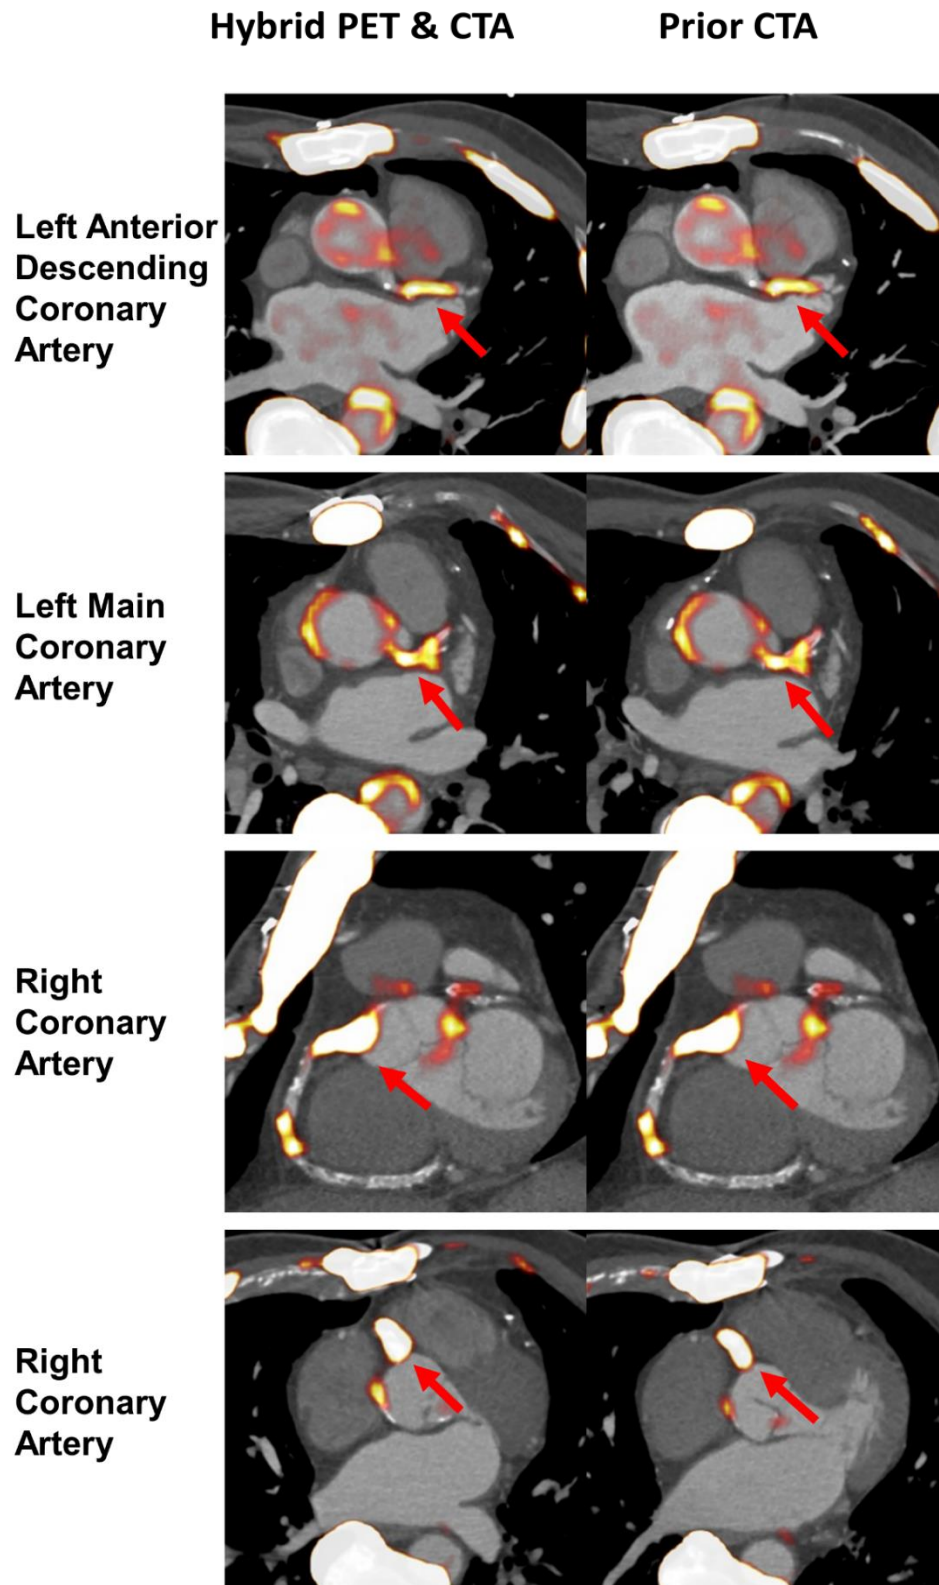 Hybrid PET & CTA
Prior CTA
Left Anterior
Descending
Coronary
Artery
Left Main
Coronary
Artery
Right
Coronary
Artery
Right
Coronary
Artery